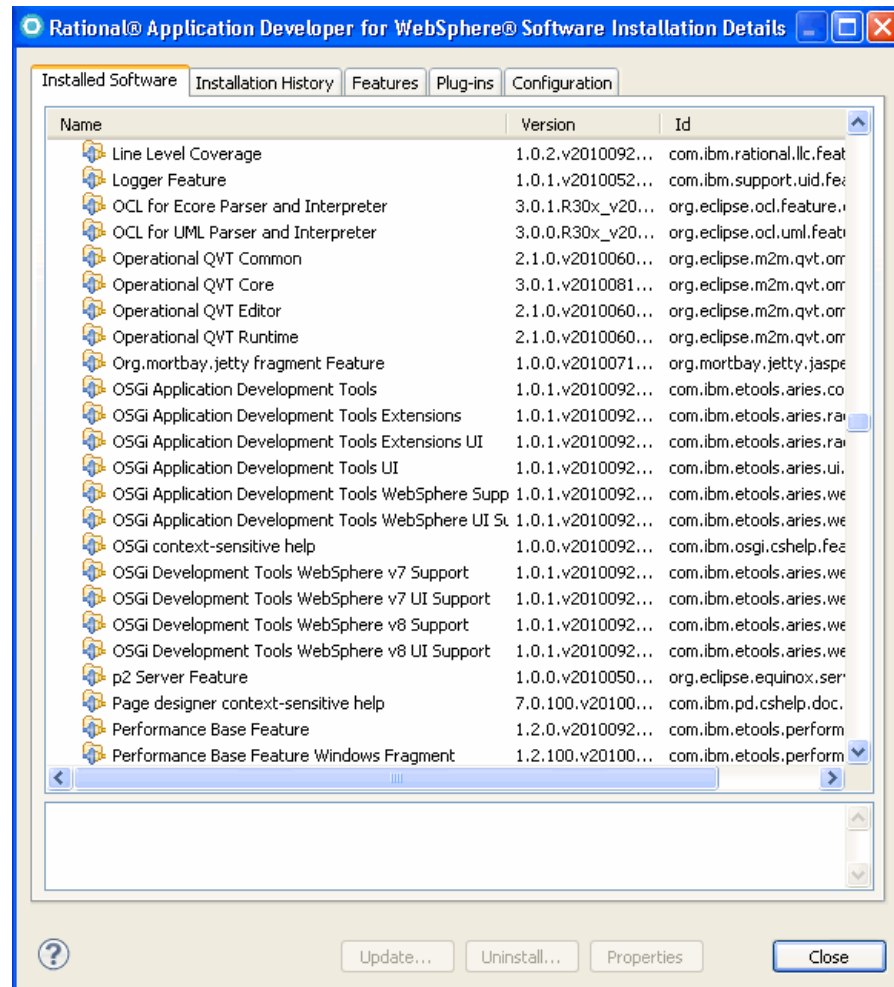 Rational® Application Developer for WebSphere® Software Installation Details
Installed Software Installation History Features Plug-ins Configuration
Name Version Id
Line Level Coverage 1.0.2.v2010092... com.ibm.rational.llc.feat
Logger Feature 1.0.1.v2010052... com.ibm.support.uid.fea
OCL for Ecore Parser and Interpreter 3.0.1.R30x_v20... org.eclipse.ocl.feature.
OCL for UML Parser and Interpreter 3.0.0.R30x_v20... org.eclipse.ocl.uml.feat
Operational QVT Common 2.1.0.v2010060... org.eclipse.m2m.qvt.om
Operational QVT Core 3.0.1.v2010081... org.eclipse.m2m.qvt.om
Operational QVT Editor 2.1.0.v2010060... org.eclipse.m2m.qvt.om
Operational QVT Runtime 2.1.0.v2010060... org.eclipse.m2m.qvt.om
Org.mortbay.jetty fragment Feature 1.0.0.v2010071... org.mortbay.jetty.jaspe
OSGi Application Development Tools 1.0.1.v2010092... com.ibm.etools.aries.co
OSGi Application Development Tools Extensions 1.0.1.v2010092... com.ibm.etools.aries.ra
OSGi Application Development Tools Extensions UI 1.0.1.v2010092... com.ibm.etools.aries.ra
OSGi Application Development Tools UI 1.0.1.v2010092... com.ibm.etools.aries.ui.
OSGi Application Development Tools WebSphere Supp 1.0.1.v2010092... com.ibm.etools.aries.we
OSGi Application Development Tools WebSphere UI Su 1.0.1.v2010092... com.ibm.etools.aries.we
OSGi context-sensitive help 1.0.0.v2010092... com.ibm.osgi.cshelp.fea
OSGi Development Tools WebSphere v7 Support 1.0.1.v2010092... com.ibm.etools.aries.we
OSGi Development Tools WebSphere v7 UI Support 1.0.1.v2010092... com.ibm.etools.aries.we
OSGi Development Tools WebSphere v8 Support 1.0.1.v2010092... com.ibm.etools.aries.we
OSGi Development Tools WebSphere v8 UI Support 1.0.1.v2010092... com.ibm.etools.aries.we
p2 Server Feature 1.0.0.v2010050... org.eclipse.equinox.ser
Page designer context-sensitive help 7.0.100.v20100... com.ibm.pd.cshelp.doc.
Performance Base Feature 1.2.0.v2010092... com.ibm.etools.perform
Performance Base Feature Windows Fragment 1.2.100.v20100... com.ibm.etools.perform
Update... Uninstall... Properties Close